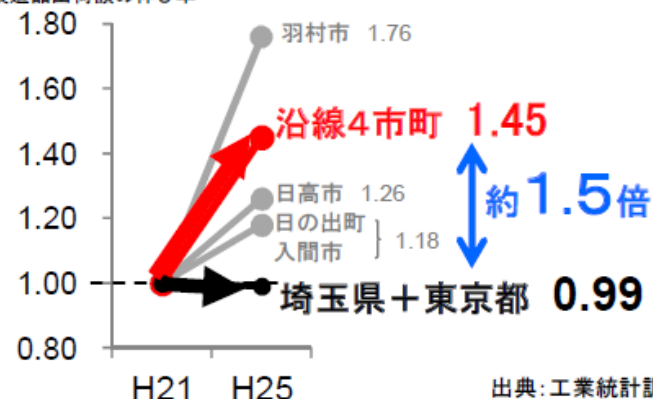 1.80
1.60
1.40
1.20
1.00
0.80
H21 H25
羽村市 1.76
沿線4市町 1.45
日高市 1.26
日の出町
入間市 } 1.18
約1.5倍
埼玉県+東京都 0.99
出典:工業統計